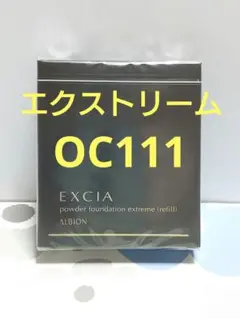 エクストリーム
OC111
EXCIA
powder foundation extreme (refill)
ALBION